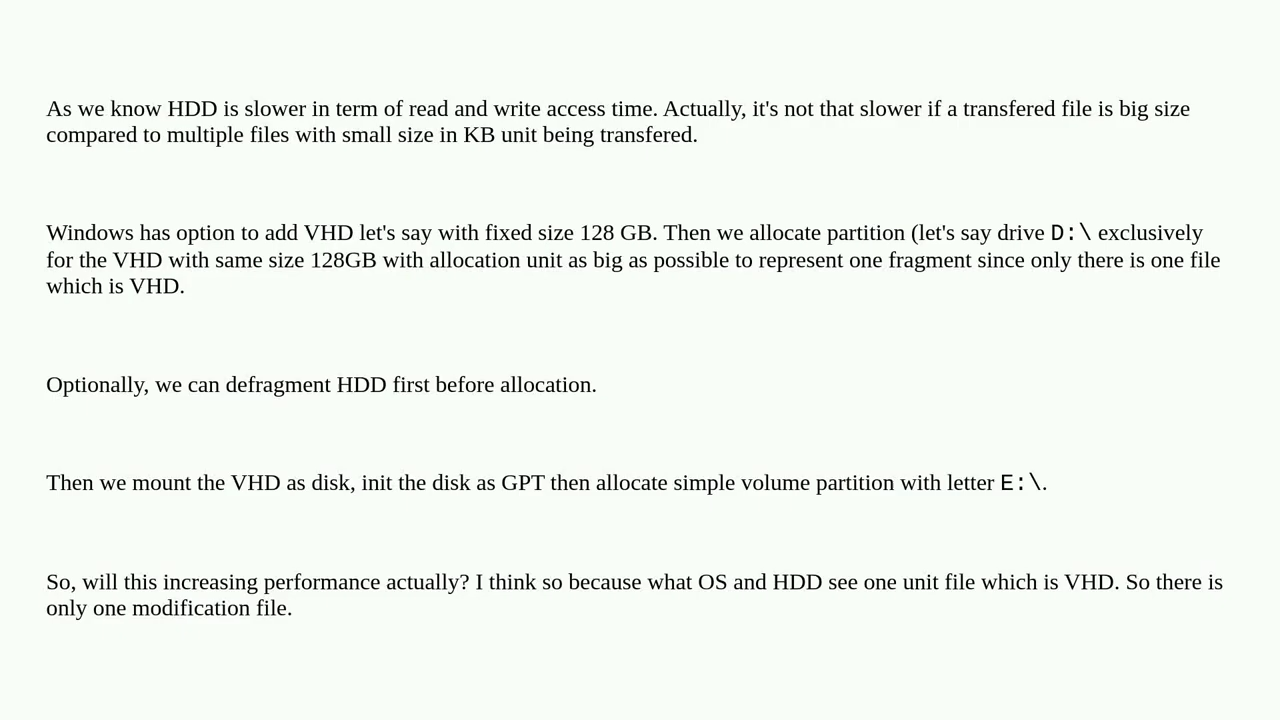 As we know HDD is slower in term of read and write access time. Actually, it's not that slower if a transfered file is big size
compared to multiple files with small size in KB unit being transfered.
Windows has option to add VHD let's say with fixed size 128 GB. Then we allocate partition (let's say drive D:\ exclusively
for the VHD with same size 128GB with allocation unit as big as possible to represent one fragment since only there is one file
which is VHD.
Optionally, we can defragment HDD first before allocation.
Then we mount the VHD as disk, init the disk as GPT then allocate simple volume partition with letter E:\.
So, will this increasing performance actually? I think so because what OS and HDD see one unit file which is VHD. So there is
only one modification file.